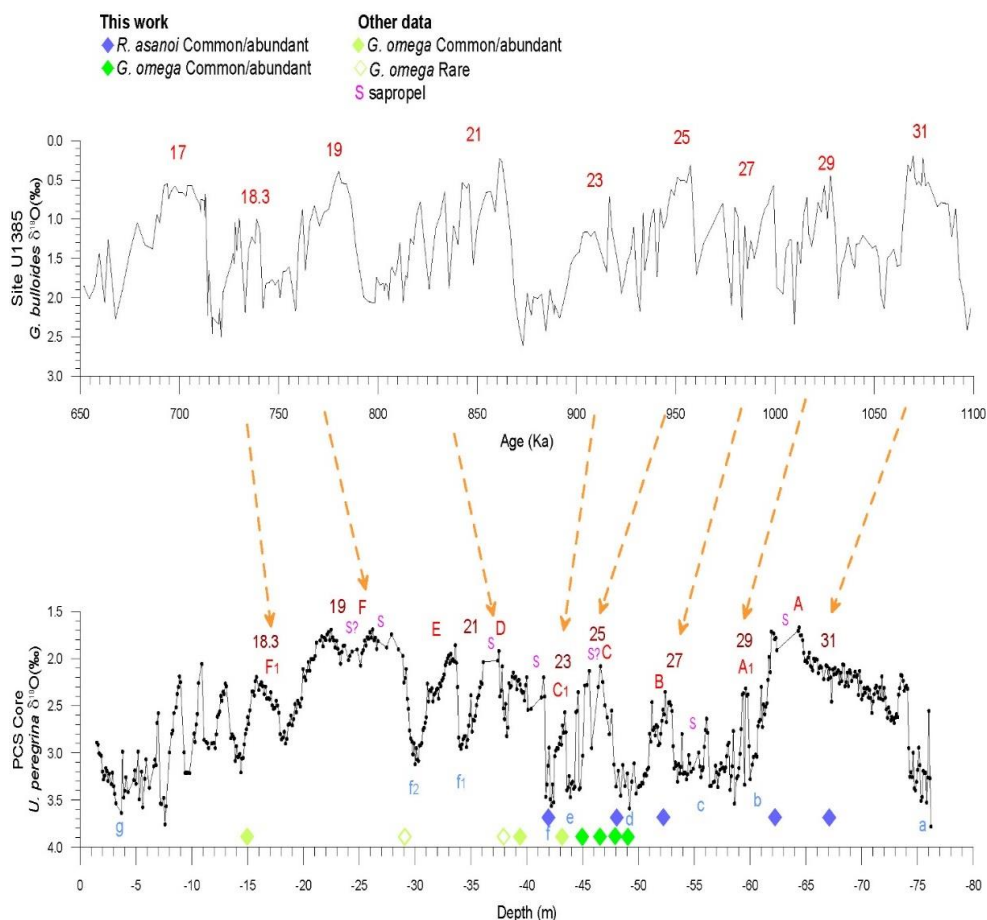 This work
Other data
R. asanoi Common/abundant
G. omega Common/abundant
G. omega Common/abundant
G. omega Rare
S sapropel
Site U1385
G. bulloides δ¹⁸O(‰)
0.0
0.5
1.0
1.5
2.0
2.5
3.0
17
18.3
19
21
23
25
27
29
31
650 700 750 800 850 900 950 1000 1050 1100
Age (Ka)
PCS Core
U. peregrina δ¹⁸O(‰)
1.5
2.0
2.5
3.0
3.5
4.0
18.3
F1
19
S?
F
S
E
21
S
D
S
23
C1
S?
25
C
B
27
S
29
A1
S
A
31
g
f2
f1
f
e
d
c
b
a
0 -5 -10 -15 -20 -25 -30 -35 -40 -45 -50 -55 -60 -65 -70 -75 -80
Depth (m)